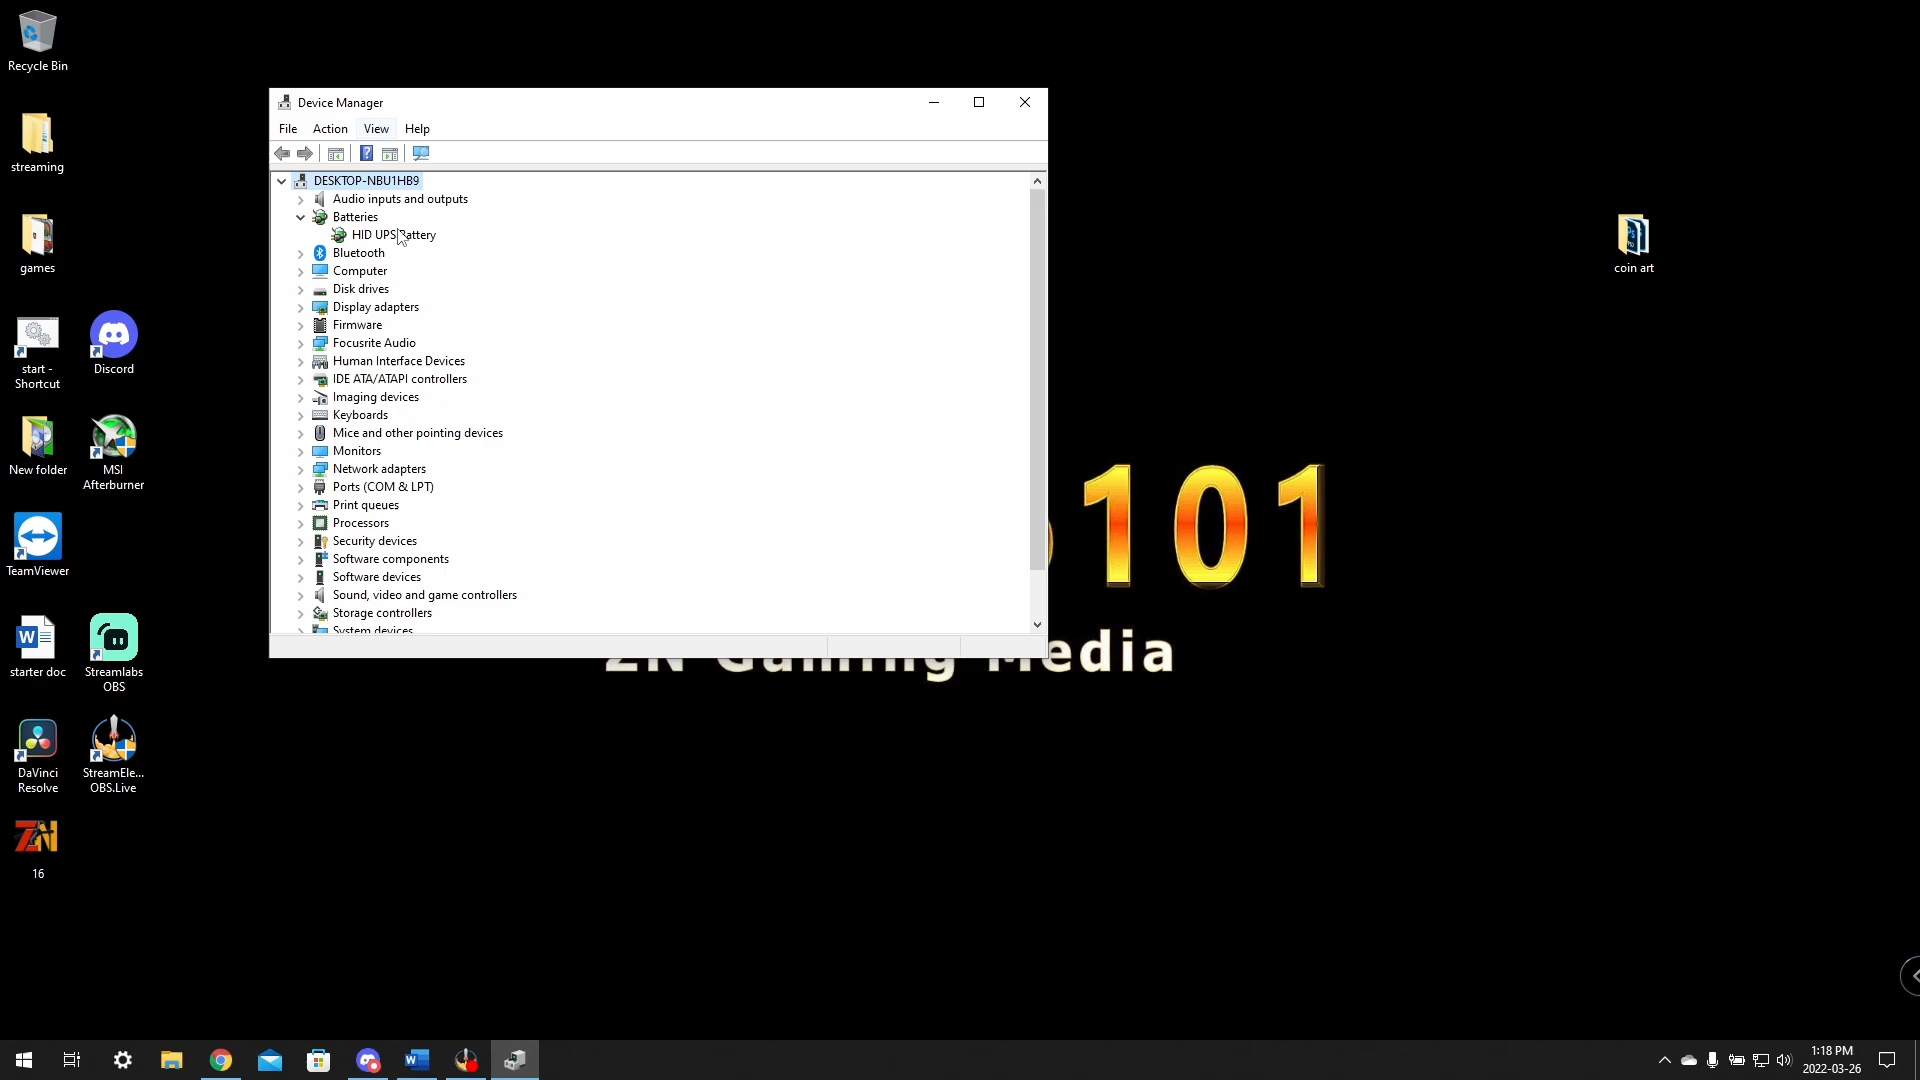 Recycle Bin
streaming
games
start -
Shortcut
Discord
New folder
MSI
Afterburner
TeamViewer
starter doc
Streamlabs
OBS
DaVinci
Resolve
StreamEle...
OBS.Live
16
coin art
Device Manager
File Action View Help
DESKTOP-NBU1HB9
Audio inputs and outputs
Batteries
HID UPS Battery
Bluetooth
Computer
Disk drives
Display adapters
Firmware
Focusrite Audio
Human Interface Devices
IDE ATA/ATAPI controllers
Imaging devices
Keyboards
Mice and other pointing devices
Monitors
Network adapters
Ports (COM & LPT)
Print queues
Processors
Security devices
Software components
Software devices
Sound, video and game controllers
Storage controllers
System devices
101
ZN Gaming Media
1:18 PM
2022-03-26